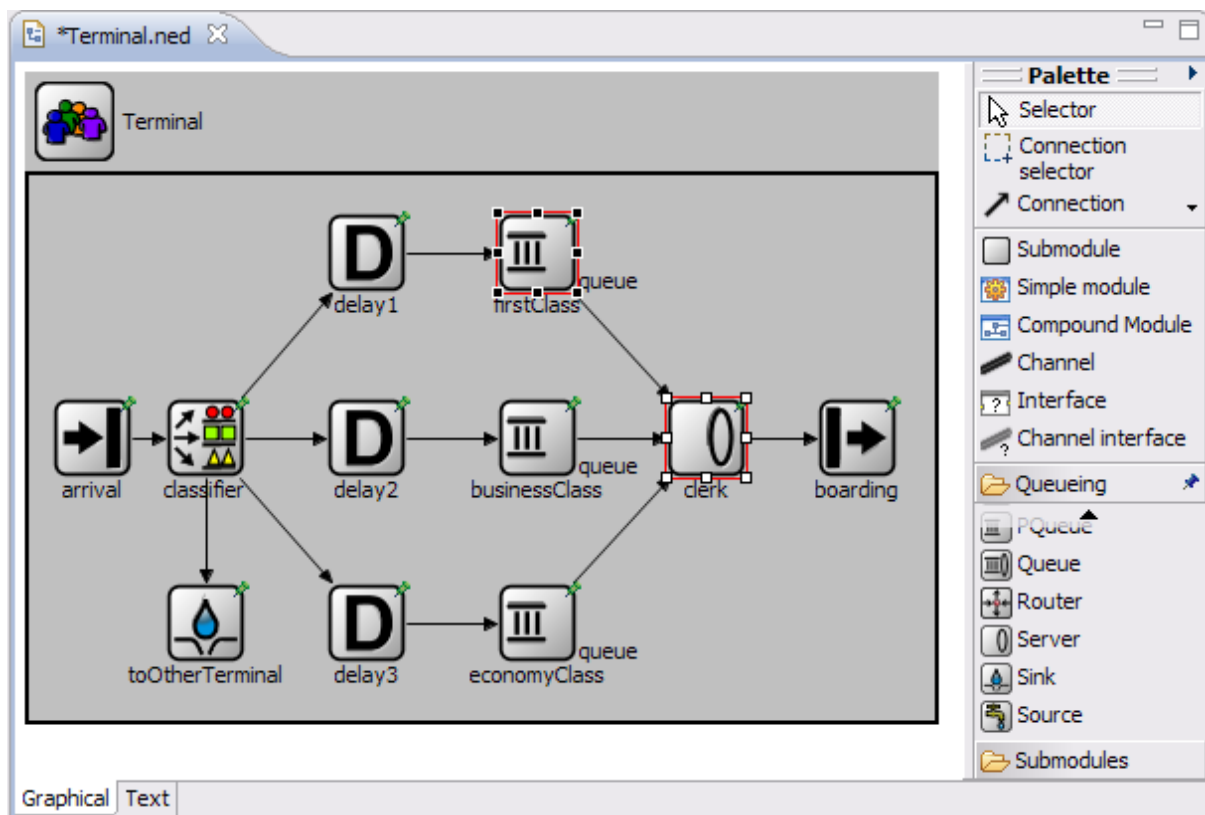 *Terminal.ned
Palette
Selector
Connection
selector
Connection
Submodule
Simple module
Compound Module
Channel
Interface
Channel interface
Queueing
PQueue
Queue
Router
Server
Sink
Source
Submodules
Terminal
D
delay1
queue
firstClass
arrival
classifier
D
delay2
queue
businessClass
clerk
boarding
toOtherTerminal
D
delay3
queue
economyClass
Graphical
Text